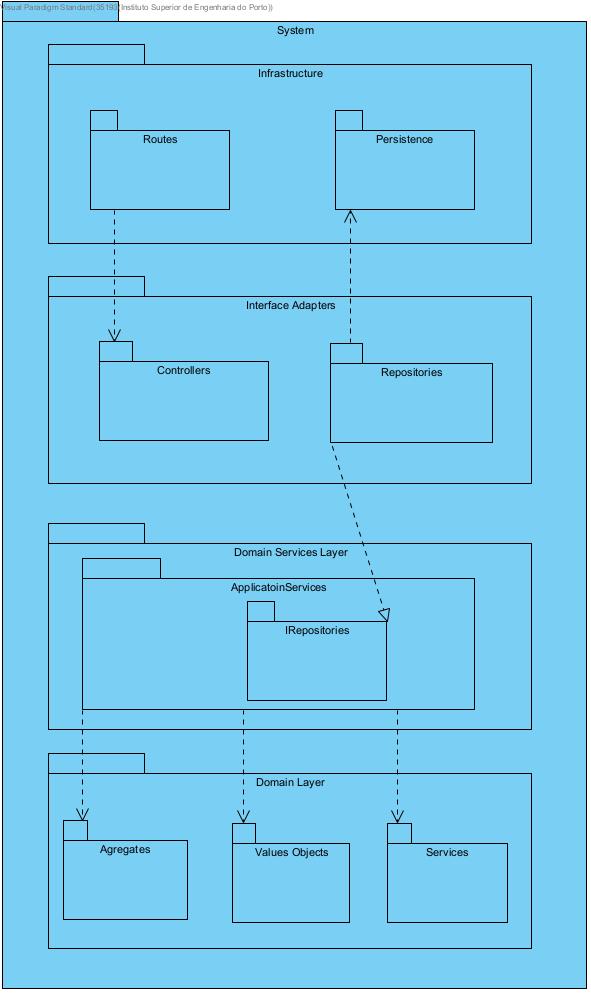 Visual Paradigm Standard(35193(Instituto Superior de Engenharia do Porto))
System
Infrastructure
Routes
Persistence
Interface Adapters
Controllers
Repositories
Domain Services Layer
ApplicatoinServices
IRepositories
Domain Layer
Agregates
Values Objects
Services